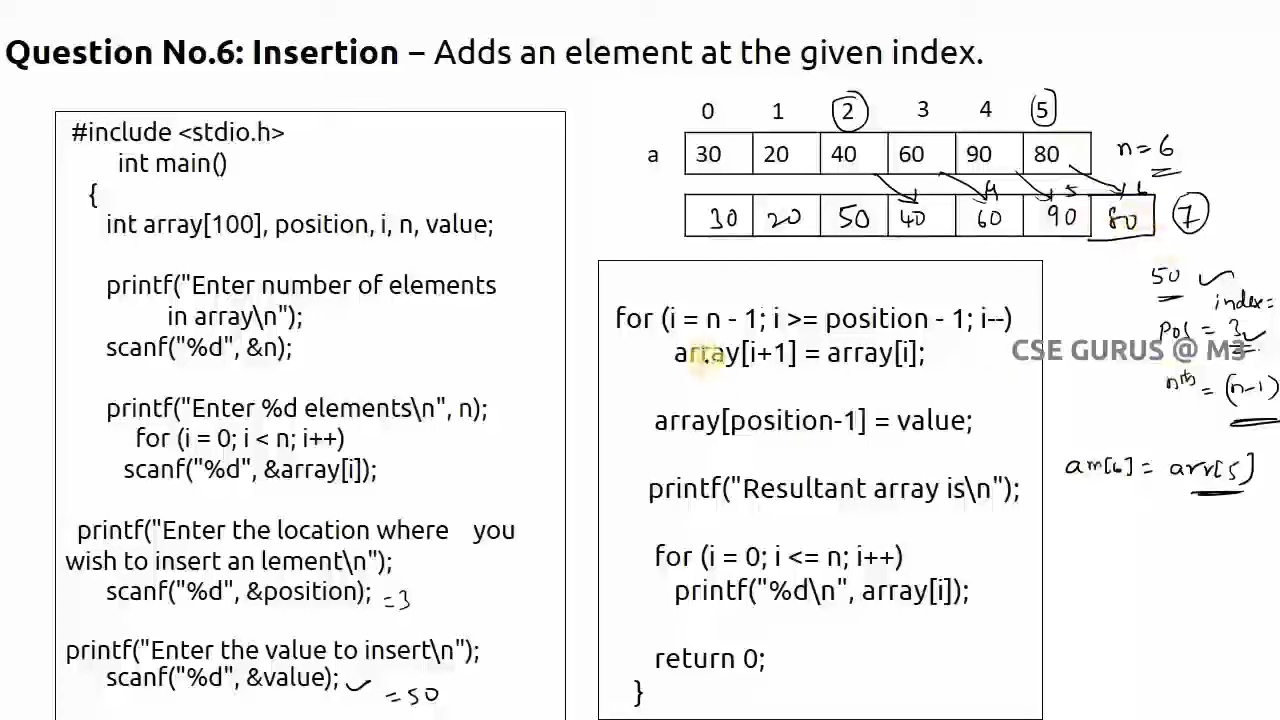 Question No.6: Insertion – Adds an element at the given index.
#include <stdio.h>
int main()
{
int array[100], position, i, n, value;
printf("Enter number of elements
in array\n");
scanf("%d", &n);
printf("Enter %d elements\n", n);
for (i = 0; i < n; i++)
scanf("%d", &array[i]);
printf("Enter the location where you
wish to insert an lement\n");
scanf("%d", &position); =3
printf("Enter the value to insert\n");
scanf("%d", &value);
=50
0 1 2 3 4 5
a 30 20 40 60 90 80 n=6
4 5 6
30 20 50 40 60 90 80 7
50
index=
pos = 3
nth = (n-1)
arr[6] = arr[5]
for (i = n - 1; i >= position - 1; i--)
array[i+1] = array[i];
CSE GURUS @ M3
array[position-1] = value;
printf("Resultant array is\n");
for (i = 0; i <= n; i++)
printf("%d\n", array[i]);
return 0;
}